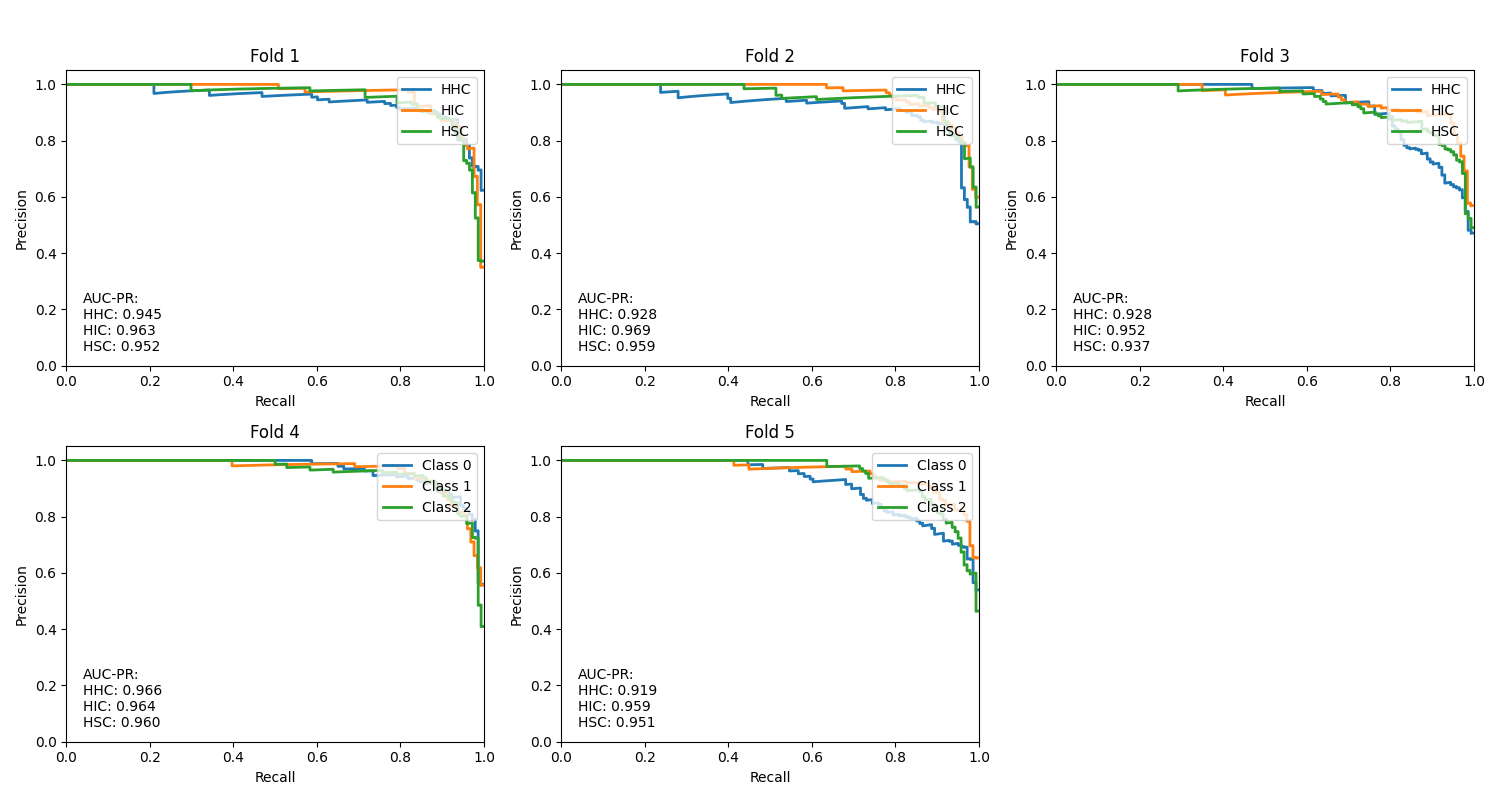 Fold 1
1.0
0.8
0.6
0.4
0.2
0.0
Precision
HHC
HIC
HSC
AUC-PR:
HHC: 0.945
HIC: 0.963
HSC: 0.952
0.0 0.2 0.4 0.6 0.8 1.0
Recall
Fold 2
1.0
0.8
0.6
0.4
0.2
0.0
Precision
HHC
HIC
HSC
AUC-PR:
HHC: 0.928
HIC: 0.969
HSC: 0.959
0.0 0.2 0.4 0.6 0.8 1.0
Recall
Fold 3
1.0
0.8
0.6
0.4
0.2
0.0
Precision
HHC
HIC
HSC
AUC-PR:
HHC: 0.928
HIC: 0.952
HSC: 0.937
0.0 0.2 0.4 0.6 0.8 1.0
Recall
Fold 4
1.0
0.8
0.6
0.4
0.2
0.0
Precision
Class 0
Class 1
Class 2
AUC-PR:
HHC: 0.966
HIC: 0.964
HSC: 0.960
0.0 0.2 0.4 0.6 0.8 1.0
Recall
Fold 5
1.0
0.8
0.6
0.4
0.2
0.0
Precision
Class 0
Class 1
Class 2
AUC-PR:
HHC: 0.919
HIC: 0.959
HSC: 0.951
0.0 0.2 0.4 0.6 0.8 1.0
Recall